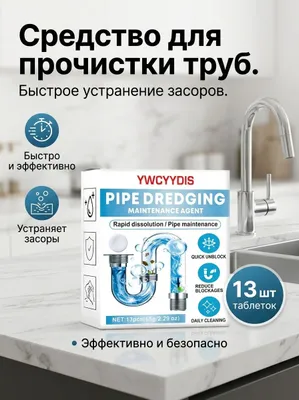 Средство для
прочистки труб.
Быстрое устранение засоров.
Быстро
и эффективно
Устраняет
засоры
YWCYYDIS
PIPE DREDGING
MAINTENANCE AGENT
Rapid dissolution / Pipe maintenance
QUICK UNBLOCK
REDUCE
BLOCKAGES
DAILY CLEANING
13 шт
таблеток
Эффективно и безопасно